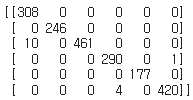 [[308   0   0   0   0   0]
 [  0 246   0   0   0   0]
 [ 10   0 461   0   0   0]
 [  0   0   0 290   0   1]
 [  0   0   0   0 177   0]
 [  0   0   0   4   0 420]]